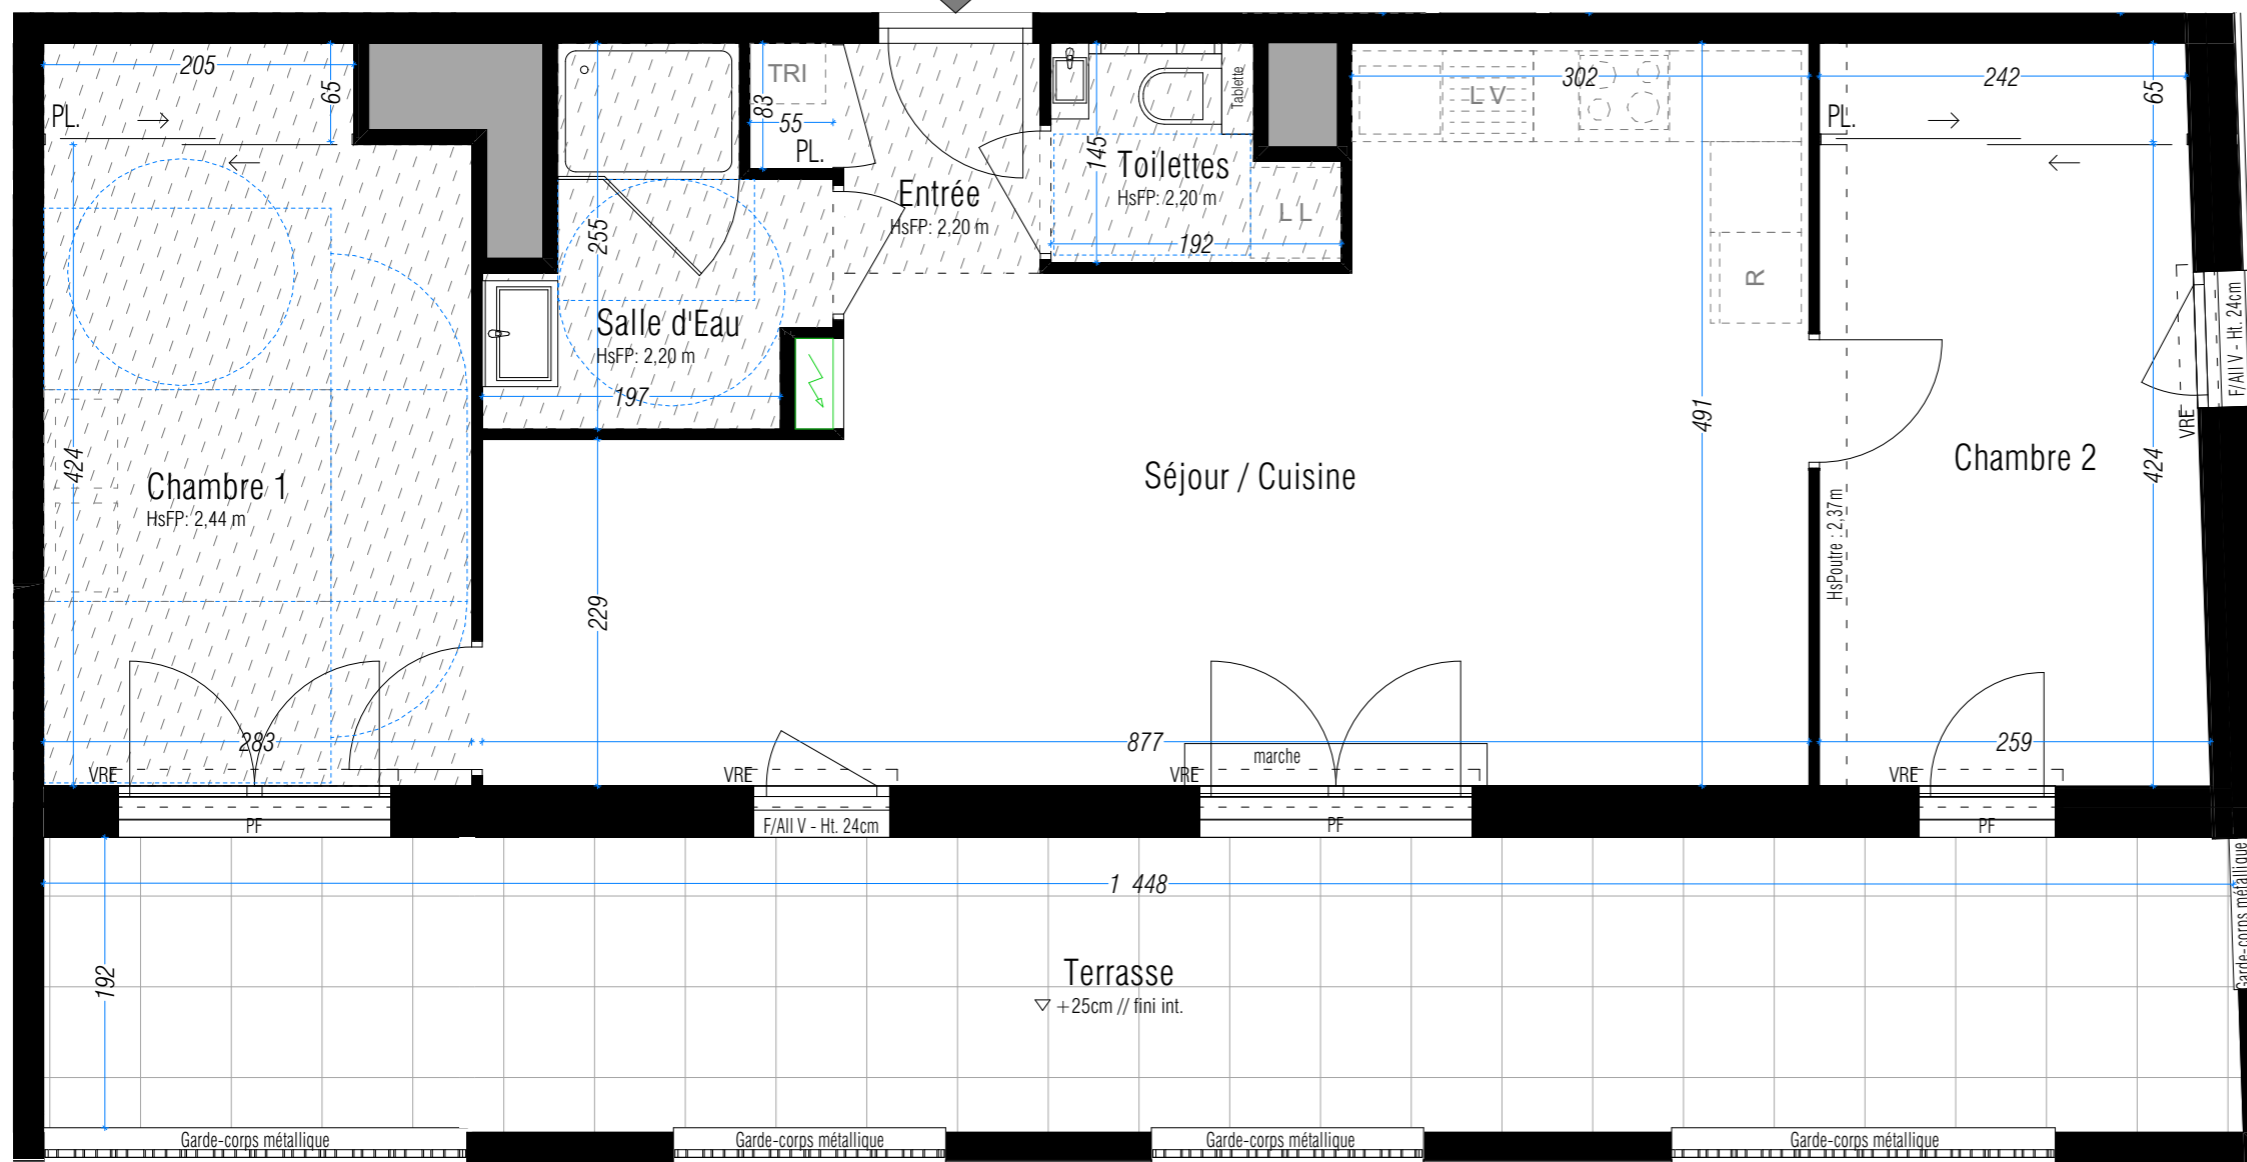 205
65
PL.
TRI
83
55
PL.
255
Entrée
HsFP: 2,20 m
145
Toilettes
HsFP: 2,20 m
Tablette
192
L L
302
L V
R
242
65
PL.
424
Chambre 1
HsFP: 2,44 m
Salle d'Eau
HsFP: 2,20 m
197
229
Séjour / Cuisine
491
HsPoutre : 2,37m
Chambre 2
424
VRE
F/All V - Ht. 24cm
283
877
259
VRE
VRE
VRE
marche
VRE
PF
F/All V - Ht. 24cm
PF
PF
1 448
192
Terrasse
+25cm // fini int.
Garde-corps métallique
Garde-corps métallique
Garde-corps métallique
Garde-corps métallique
Garde-corps métallique